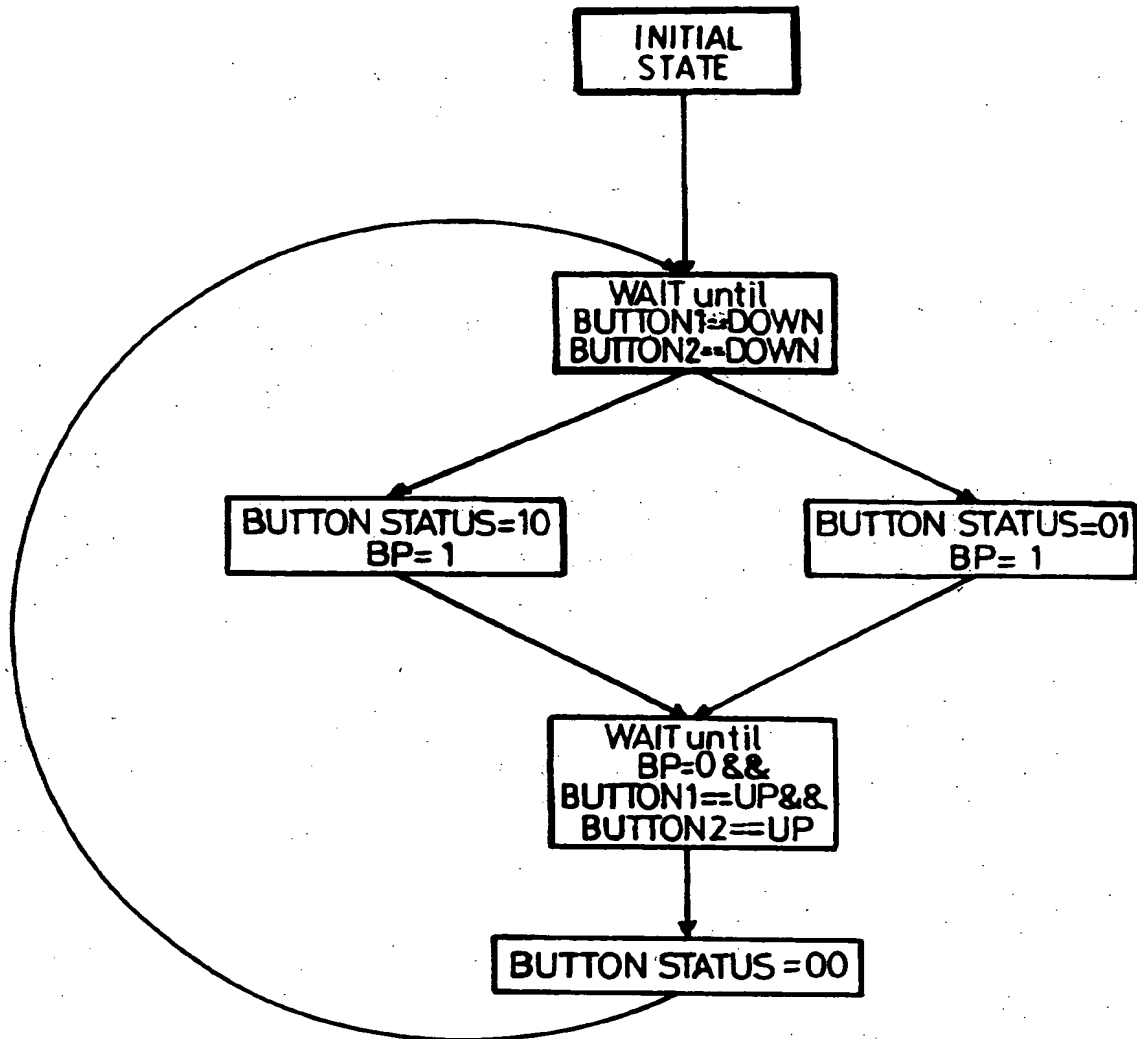 INITIAL
STATE
WAIT until
BUTTON1==DOWN
BUTTON2==DOWN
BUTTON STATUS=10
BP= 1
BUTTON STATUS=01
BP= 1
WAIT until
BP=0 &&
BUTTON1==UP&&
BUTTON2==UP
BUTTON STATUS =00